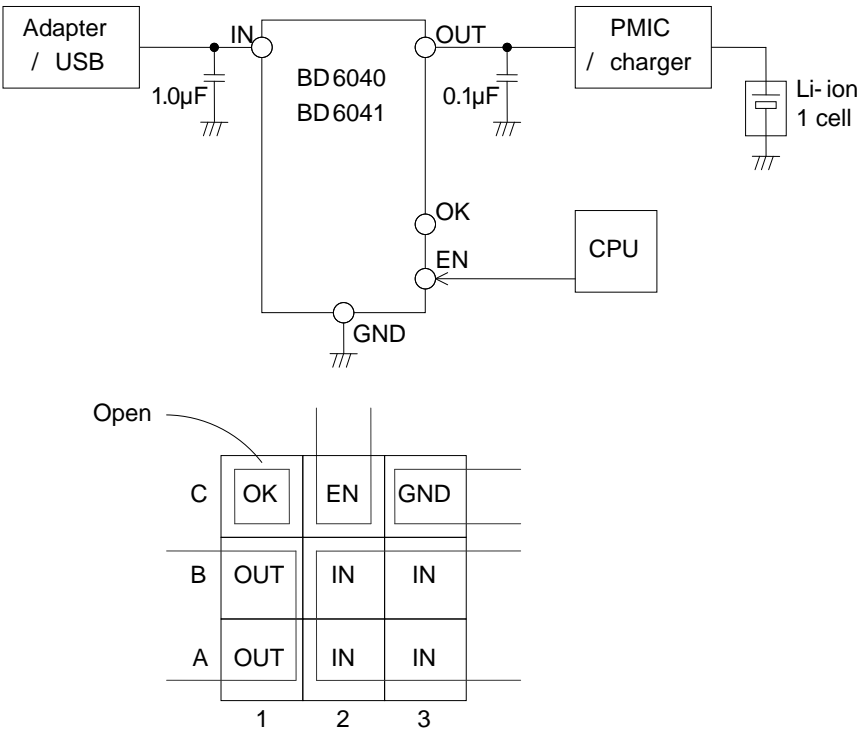 Adapter
/ USB
IN
OUT
PMIC
/ charger
BD6040
BD6041
1.0µF
0.1µF
Li-ion
1 cell
OK
EN
CPU
GND
Open
C
OK
EN
GND
B
OUT
IN
IN
A
OUT
IN
IN
1
2
3